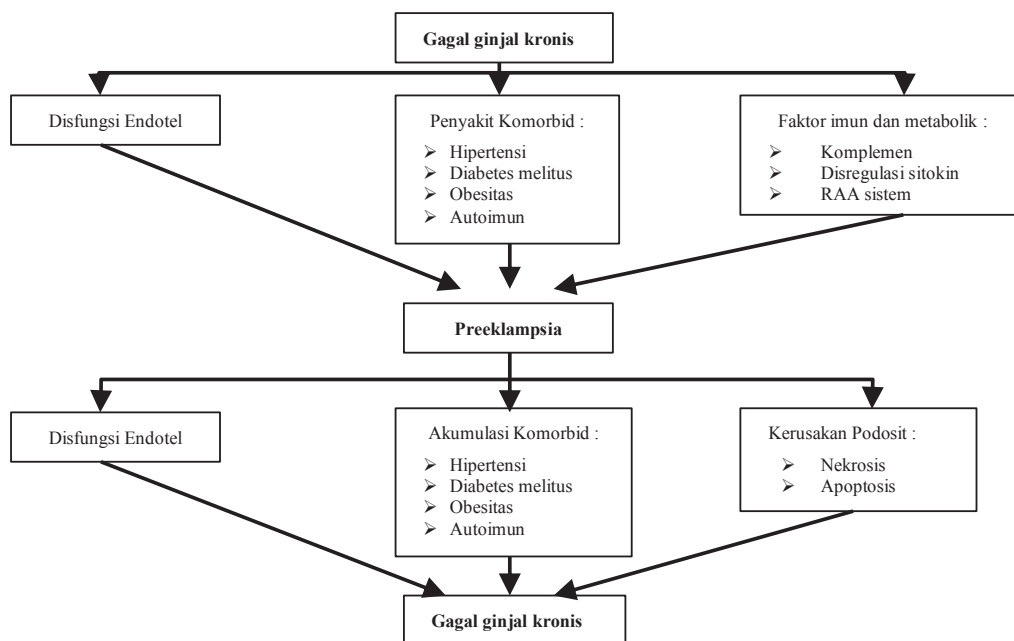 Gagal ginjal kronis
Disfungsi Endotel
Penyakit Komorbid :
➢ Hipertensi
➢ Diabetes melitus
➢ Obesitas
➢ Autoimun
Faktor imun dan metabolik :
➢ Komplemen
➢ Disregulasi sitokin
➢ RAA sistem
Preeklampsia
Disfungsi Endotel
Akumulasi Komorbid :
➢ Hipertensi
➢ Diabetes melitus
➢ Obesitas
➢ Autoimun
Kerusakan Podosit :
➢ Nekrosis
➢ Apoptosis
Gagal ginjal kronis